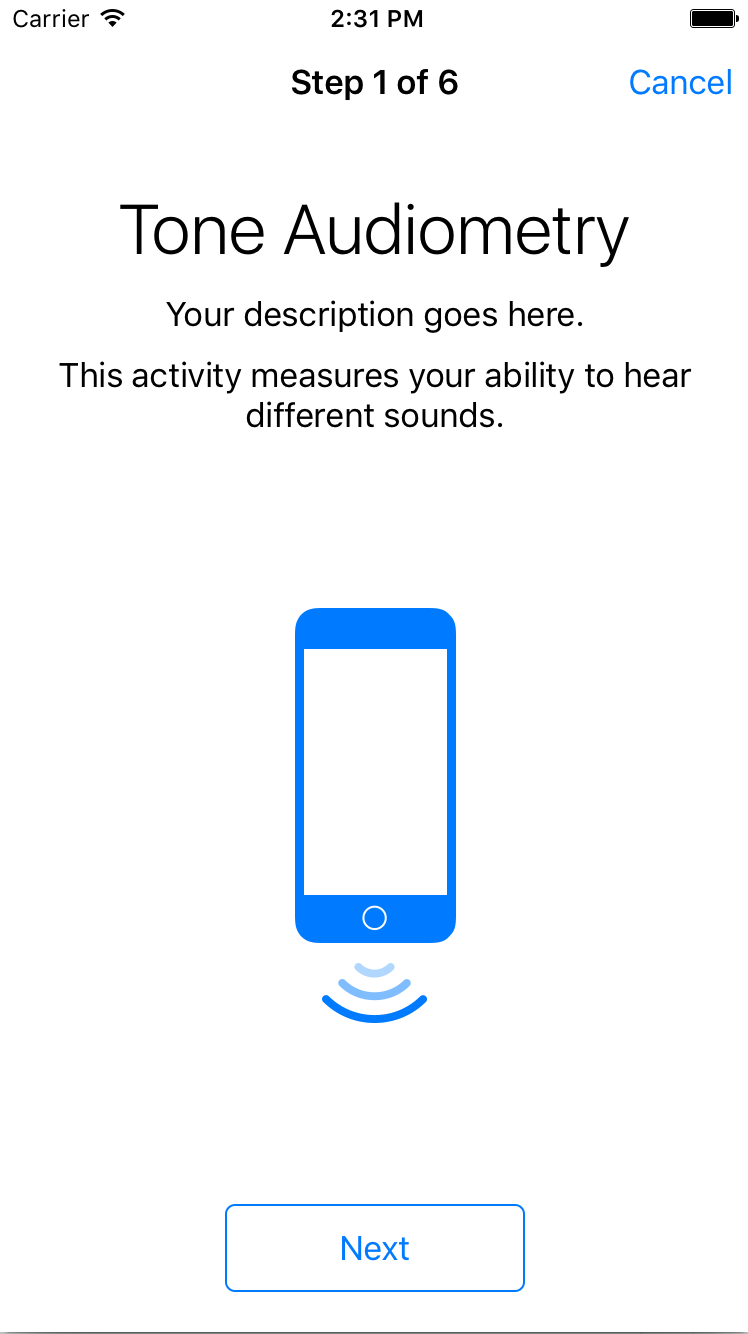 Carrier 2:31 PM
Step 1 of 6 Cancel
Tone Audiometry
Your description goes here.
This activity measures your ability to hear
different sounds.
Next